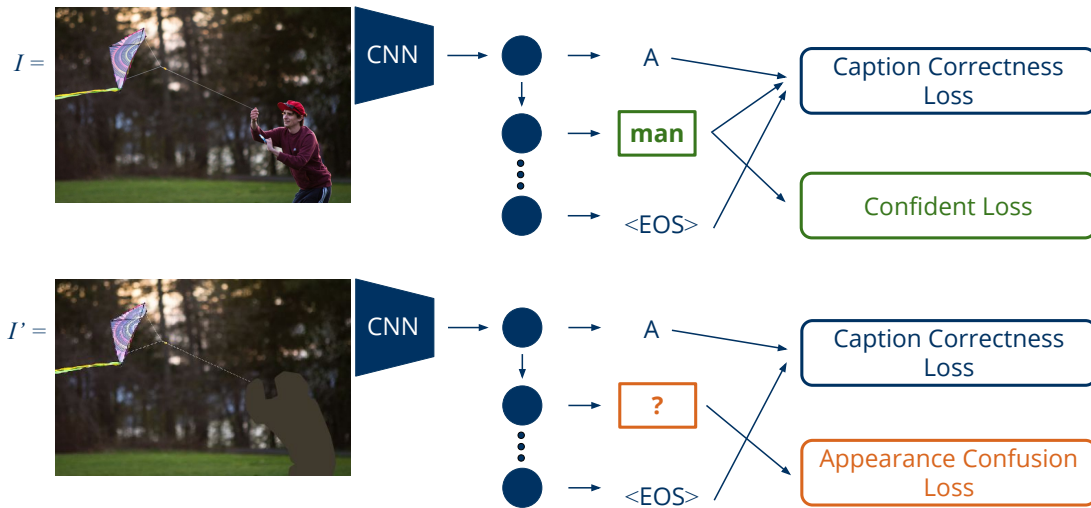 I =
CNN
A
man
<EOS>
Caption Correctness
Loss
Confident Loss
I’ =
CNN
A
?
<EOS>
Caption Correctness
Loss
Appearance Confusion
Loss